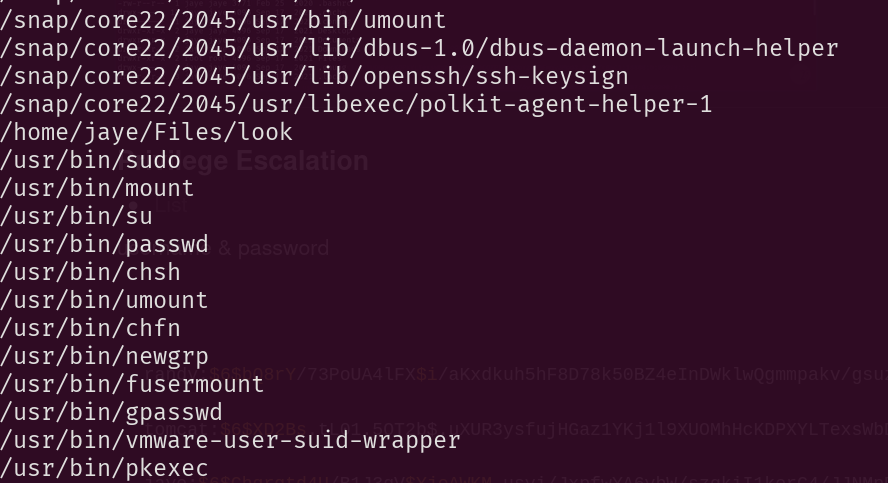 /snap/core22/2045/usr/bin/umount
/snap/core22/2045/usr/lib/dbus-1.0/dbus-daemon-launch-helper
/snap/core22/2045/usr/lib/openssh/ssh-keysign
/snap/core22/2045/usr/libexec/polkit-agent-helper-1
/home/jaye/Files/look
/usr/bin/sudo
Privilege Escalation
/usr/bin/mount
/usr/bin/su
/usr/bin/passwd
& password
/usr/bin/chsh
/usr/bin/umount
/usr/bin/chfn
/usr/bin/newgrp
/usr/bin/fusermount
/usr/bin/gpasswd
/usr/bin/vmware-user-suid-wrapper
/usr/bin/pkexec